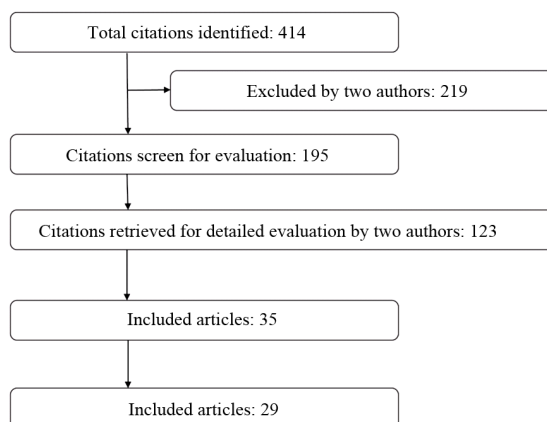 Total citations identified: 414
Excluded by two authors: 219
Citations screen for evaluation: 195
Citations retrieved for detailed evaluation by two authors: 123
Included articles: 35
Included articles: 29